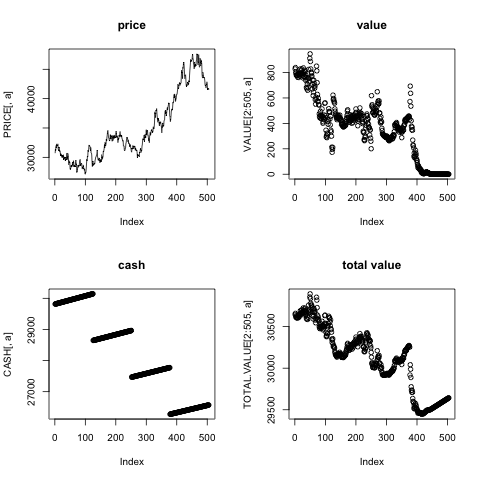 price
PRICE[, a]
30000
40000
0
100
200
300
400
500
Index
value
VALUE[2:505, a]
0
200
400
600
800
0
100
200
300
400
500
Index
cash
CASH[, a]
27000
29000
0
100
200
300
400
500
Index
total value
TOTAL.VALUE[2:505, a]
29500
30500
0
100
200
300
400
500
Index